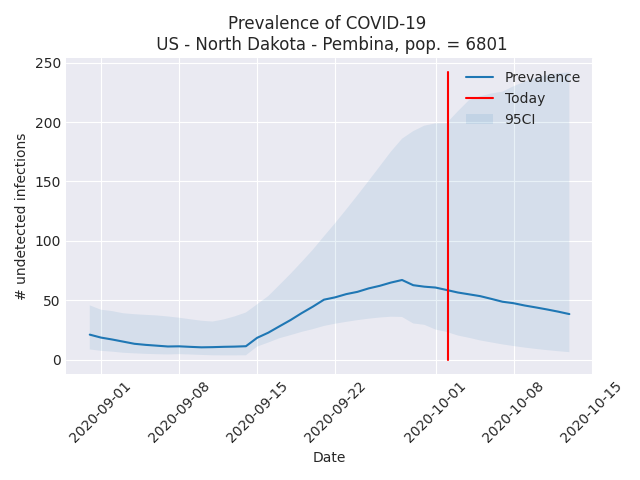 Prevalence of COVID-19
US - North Dakota - Pembina, pop. = 6801
250
200
150
100
50
0
# undetected infections
Prevalence
Today
95CI
2020-09-01
2020-09-08
2020-09-15
2020-09-22
2020-10-01
2020-10-08
2020-10-15
Date